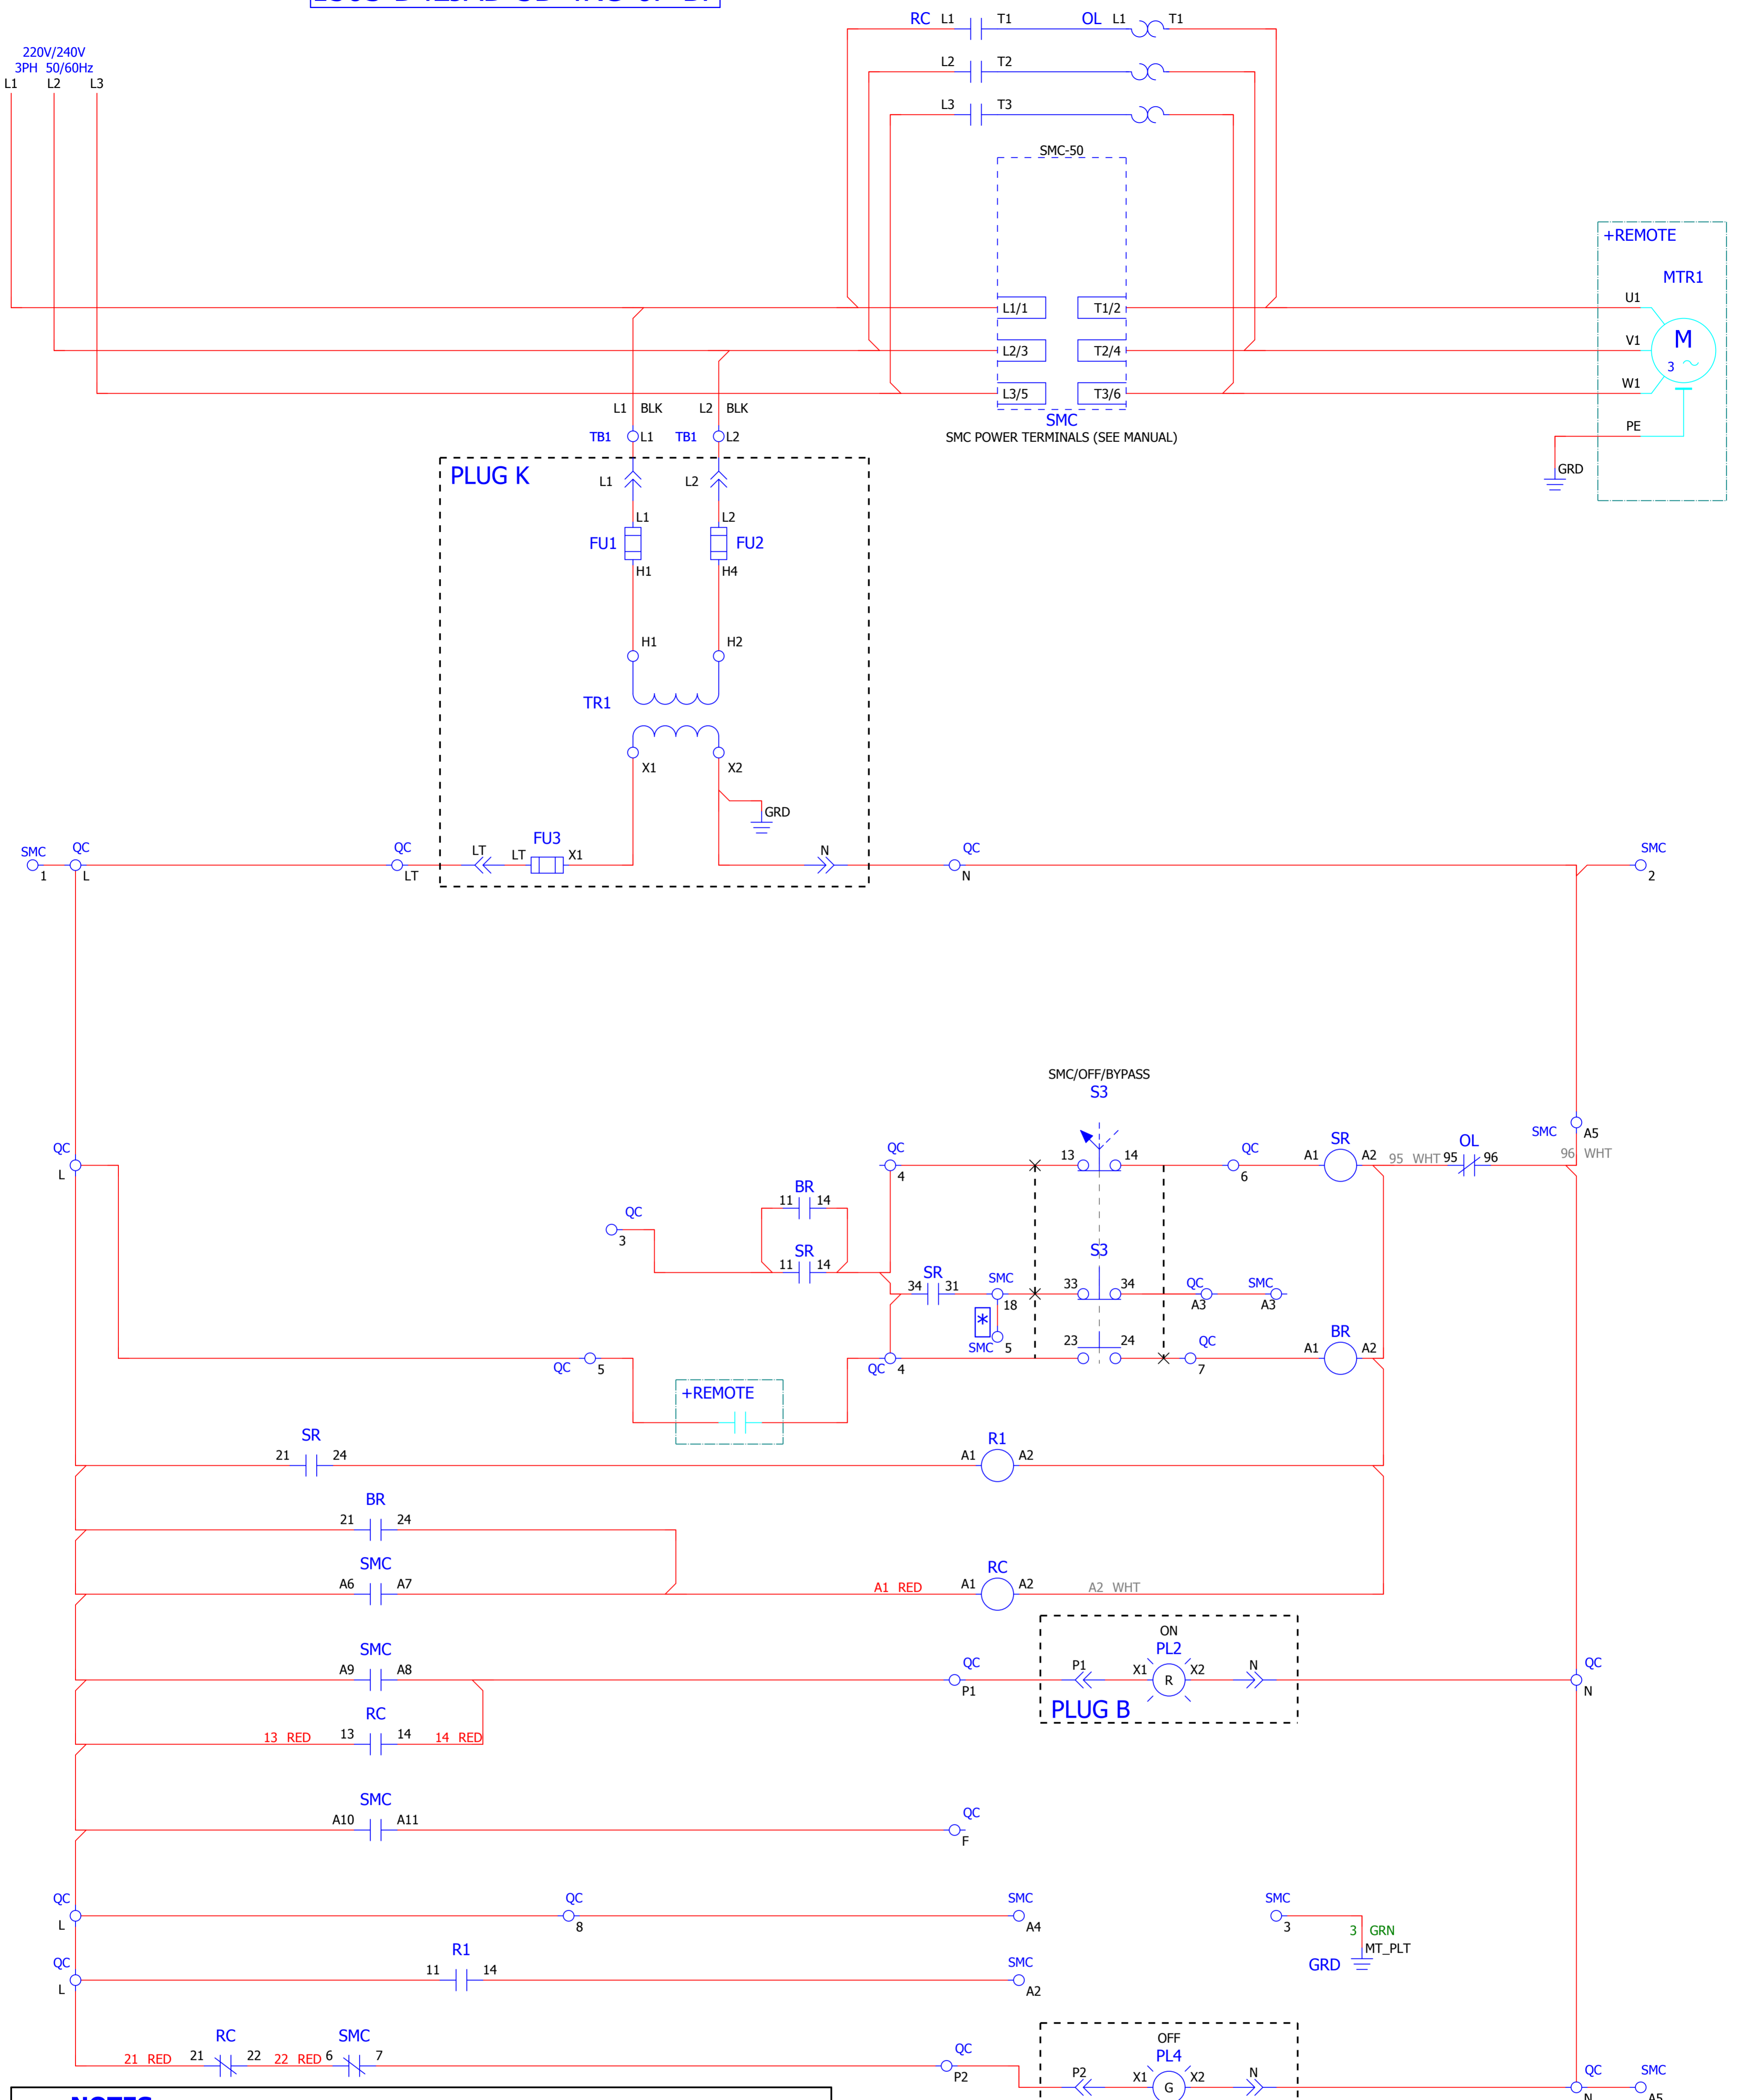 RC L1 T1 OL L1 T1
220V/240V
3PH 50/60Hz
L1 L2 L3
L2 T2
L3 T3
SMC-50
+REMOTE
MTR1
L1/1 T1/2 U1
L2/3 T2/4 V1 M
3
L3/5 T3/6 W1
L1 BLK L2 BLK
SMC
PE
TB1 L1 TB1 L2
SMC POWER TERMINALS (SEE MANUAL)
GRD
PLUG K
L1 L2
L1 L2
FU1 FU2
H1 H4
H1 H2
TR1
X1 X2
GRD
SMC QC QC LT LT FU3 X1 N QC SMC
1 L LT N 2
SMC/OFF/BYPASS
S3
QC QC 13 14 QC SR SMC A5
L 4 6 A1 A2 95 WHT 95 OL 96 96 WHT
BR
11 14
QC
3
SR
11 14
S3
SR
34 31 SMC 33 34 QC SMC
18 A3 A3
*
SMC 5 23 24 QC BR
QC 5 QC 4 7 A1 A2
+REMOTE
SR R1
21 24 A1 A2
BR
21 24
SMC RC
A6 A7 A1 RED A1 A2 A2 WHT
ON
SMC QC PL2 QC
A9 A8 P1 P1 X1 R X2 N N
PLUG B
RC
13 RED 13 14 14 RED
SMC QC
A10 A11 F
QC QC SMC SMC
L 8 A4 3
3 GRN
MT_PLT
GRD
QC R1 SMC
L 11 14 A2
OFF
RC SMC QC PL4
21 RED 21 22 22 RED 6 7 P2 P2 X1 G X2 N QC SMC